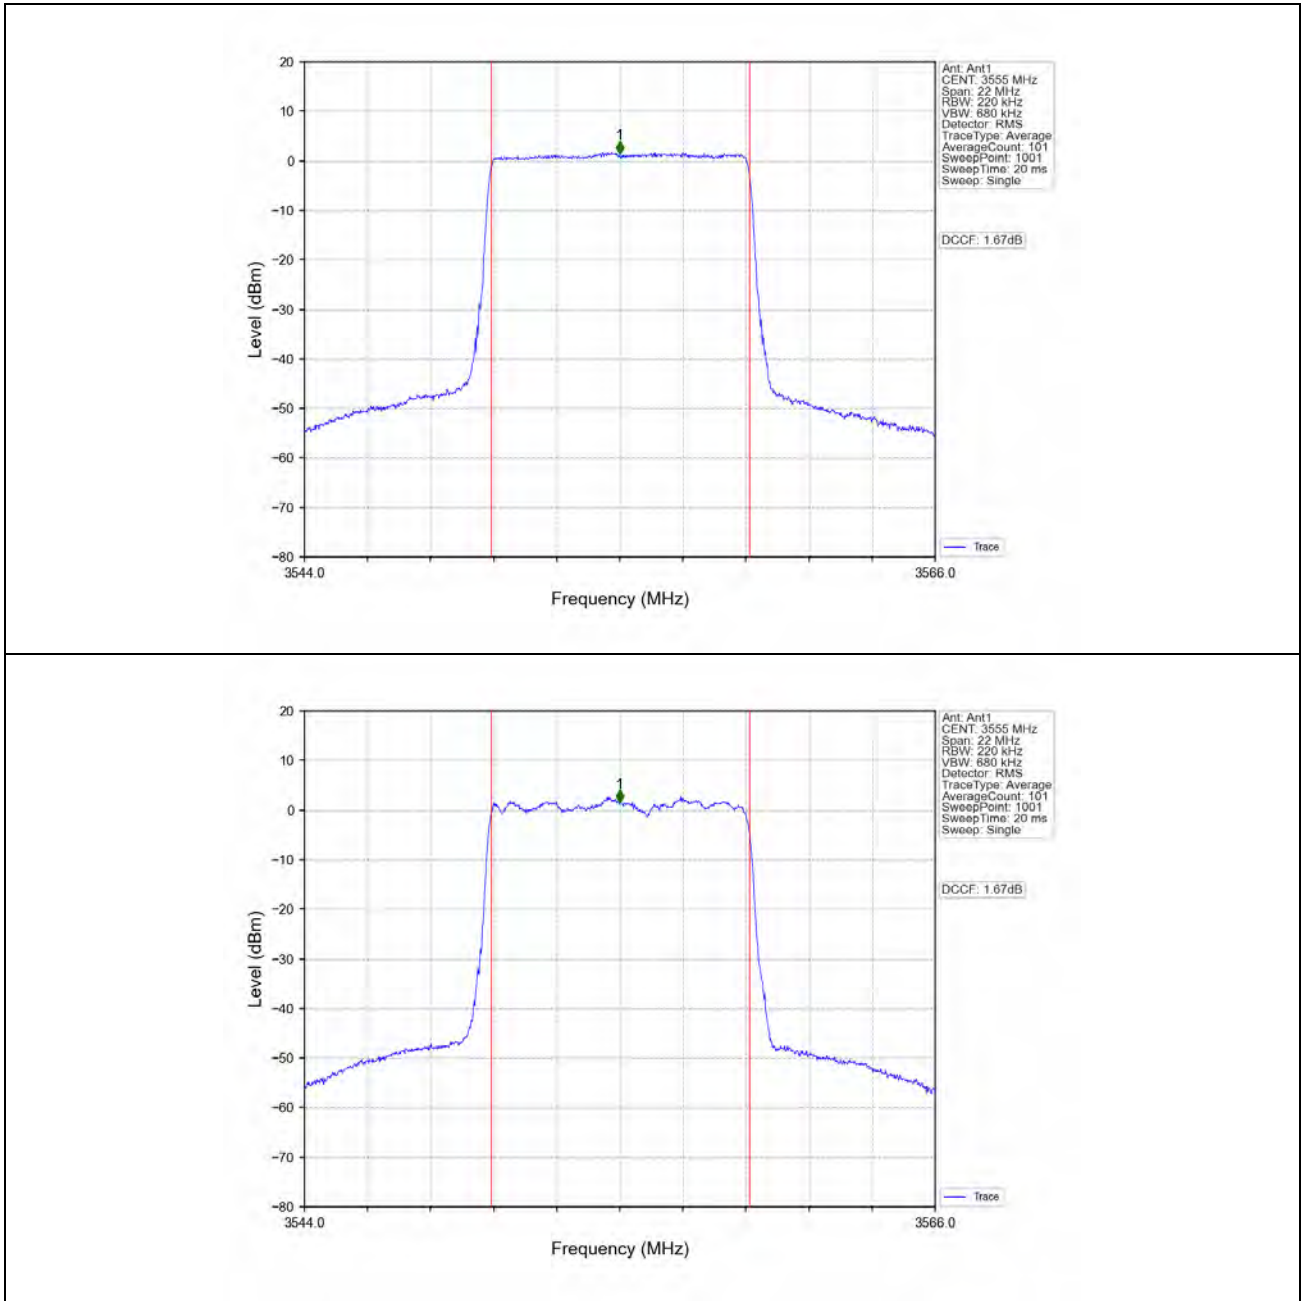 20
10
0
−10
−20
−30
−40
−50
−60
−70
−80
Level (dBm)
1
3544.0
3566.0
Frequency (MHz)
Ant: Ant1
CENT: 3555 MHz
Span: 22 MHz
RBW: 220 kHz
VBW: 680 kHz
Detector: RMS
TraceType: Average
AverageCount: 101
SweepPoint: 1001
SweepTime: 20 ms
Sweep: Single
DCCF: 1.67dB
Trace
20
10
0
−10
−20
−30
−40
−50
−60
−70
−80
Level (dBm)
1
3544.0
3566.0
Frequency (MHz)
Ant: Ant1
CENT: 3555 MHz
Span: 22 MHz
RBW: 220 kHz
VBW: 680 kHz
Detector: RMS
TraceType: Average
AverageCount: 101
SweepPoint: 1001
SweepTime: 20 ms
Sweep: Single
DCCF: 1.67dB
Trace